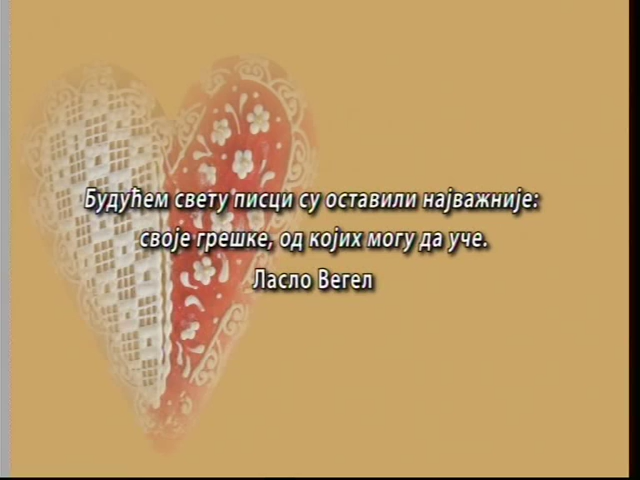 Будућем свету писци су оставили најважније:
своје грешке, од којих могу да уче.
Ласло Вегел